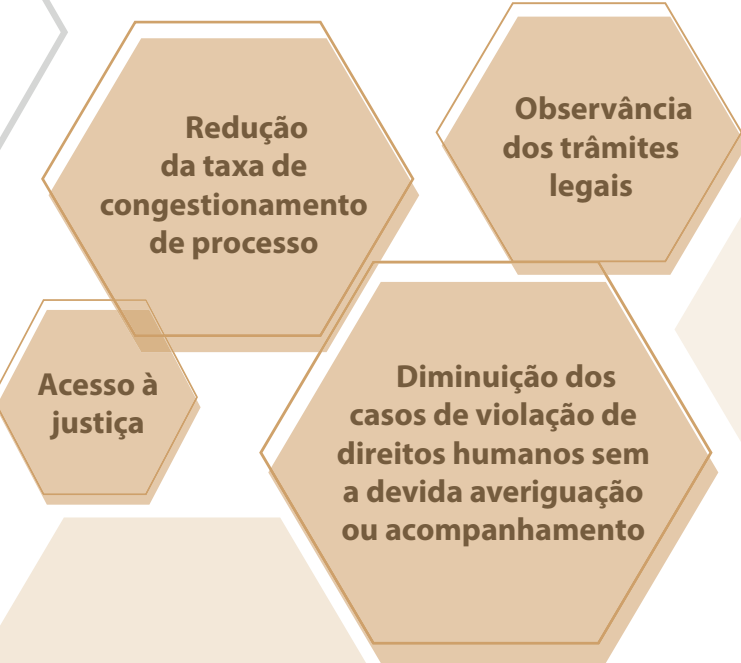 Redução
da taxa de
congestionamento
de processo
Observância
dos trâmites
legais
Acesso à
justiça
Diminuição dos
casos de violação de
direitos humanos sem
a devida averiguação
ou acompanhamento